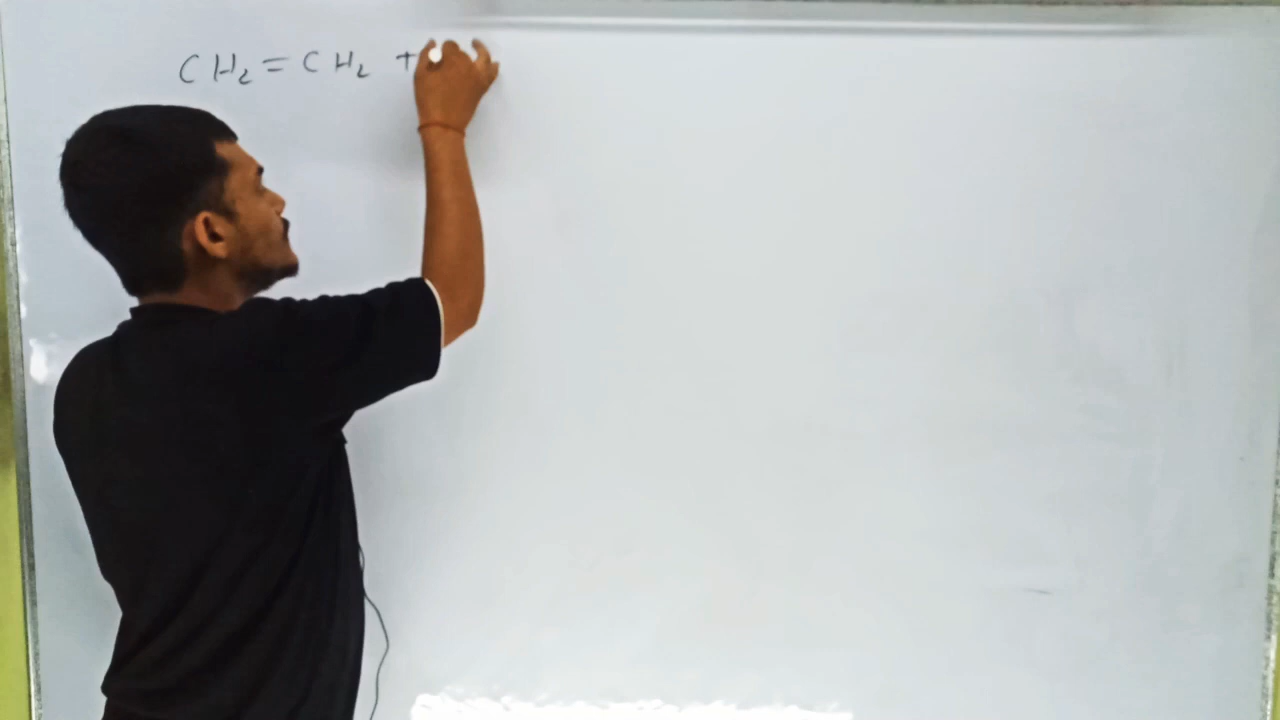 CH₂ = CH₂ +